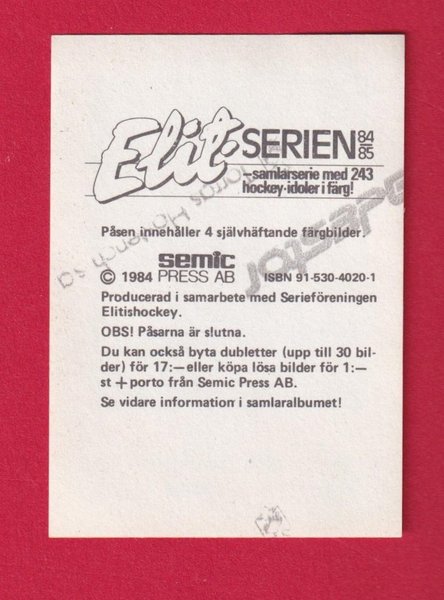 Elit-SERIEN 84 85
–samlarserie med 243
hockey-idoler i färg!
Påsen innehåller 4 självhäftande färgbilder.
semic
© 1984 PRESS AB ISBN 91-530-4020-1
Producerad i samarbete med Serieföreningen
Elitishockey.
OBS! Påsarna är slutna.
Du kan också byta dubletter (upp till 30 bil-
der) för 17:— eller köpa lösa bilder för 1:—
st + porto från Semic Press AB.
Se vidare information i samlaralbumet!